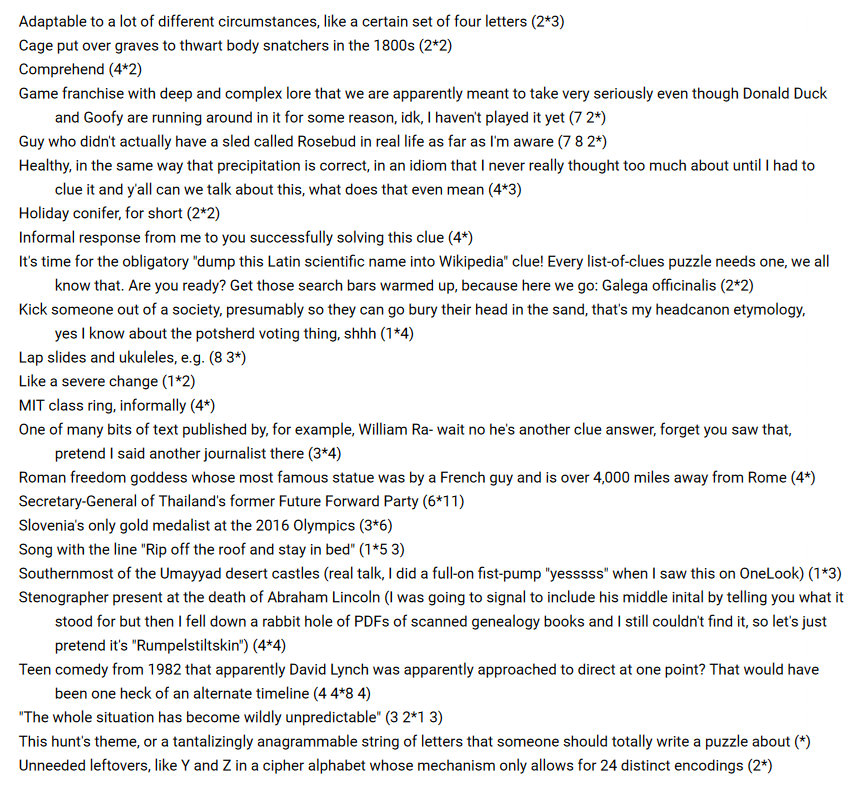 Adaptable to a lot of different circumstances, like a certain set of four letters (2*3)
Cage put over graves to thwart body snatchers in the 1800s (2*2)
Comprehend (4*2)
Game franchise with deep and complex lore that we are apparently meant to take very seriously even though Donald Duck
and Goofy are running around in it for some reason, idk, I haven't played it yet (7 2*)
Guy who didn't actually have a sled called Rosebud in real life as far as I'm aware (7 8 2*)
Healthy, in the same way that precipitation is correct, in an idiom that I never really thought too much about until I had to
clue it and y'all can we talk about this, what does that even mean (4*3)
Holiday conifer, for short (2*2)
Informal response from me to you successfully solving this clue (4*)
It's time for the obligatory "dump this Latin scientific name into Wikipedia" clue! Every list-of-clues puzzle needs one, we all
know that. Are you ready? Get those search bars warmed up, because here we go: Galega officinalis (2*2)
Kick someone out of a society, presumably so they can go bury their head in the sand, that's my headcanon etymology,
yes I know about the potsherd voting thing, shhh (1*4)
Lap slides and ukuleles, e.g. (8 3*)
Like a severe change (1*2)
MIT class ring, informally (4*)
One of many bits of text published by, for example, William Ra- wait no he's another clue answer, forget you saw that,
pretend I said another journalist there (3*4)
Roman freedom goddess whose most famous statue was by a French guy and is over 4,000 miles away from Rome (4*)
Secretary-General of Thailand's former Future Forward Party (6*11)
Slovenia's only gold medalist at the 2016 Olympics (3*6)
Song with the line "Rip off the roof and stay in bed" (1*5 3)
Southernmost of the Umayyad desert castles (real talk, I did a full-on fist-pump "yesssss" when I saw this on OneLook) (1*3)
Stenographer present at the death of Abraham Lincoln (I was going to signal to include his middle inital by telling you what it
stood for but then I fell down a rabbit hole of PDFs of scanned genealogy books and I still couldn't find it, so let's just
pretend it's "Rumpelstiltskin") (4*4)
Teen comedy from 1982 that apparently David Lynch was apparently approached to direct at one point? That would have
been one heck of an alternate timeline (4 4*8 4)
"The whole situation has become wildly unpredictable" (3 2*1 3)
This hunt's theme, or a tantalizingly anagrammable string of letters that someone should totally write a puzzle about (*)
Unneeded leftovers, like Y and Z in a cipher alphabet whose mechanism only allows for 24 distinct encodings (2*)